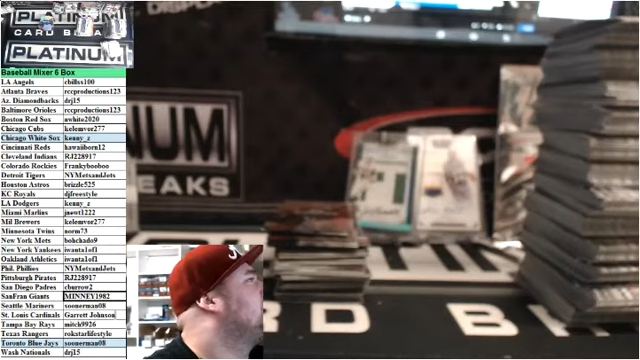 PLATINUM
CARD BREAKS
PLATINUM
Baseball Mixer 6 Box
LA Angels chillss100
Atlanta Braves rccproductions123
Az. Diamondbacks drj15
Baltimore Orioles rccproductions123
Boston Red Sox nwhite2020
Chicago Cubs kelemvor277
Chicago White Sox kenny_z
Cincinnati Reds hawaiiborn12
Cleveland Indians RJ228917
Colorado Rockies Frankybooboo
Detroit Tigers NYMetsandJets
Houston Astros brizzle525
KC Royals djfreestyle
LA Dodgers kenny_z
Miami Marlins jnewt1222
Mil Brewers kelemvor277
Minnesota Twins norm73
New York Mets bohchado9
New York Yankees iwanta1of1
Oakland Athletics iwanta1of1
Phil. Phillies NYMetsandJets
Pittsburgh Pirates RJ228917
San Diego Padres cburrow2
SanFran Giants MINNEY1982
Seattle Mariners soonerman08
St. Louis Cardinals Garrett Johnson
Tampa Bay Rays mitch9926
Texas Rangers rokstarlifestyle
Toronto Blue Jays soonerman08
Wash Nationals drj15
NUM
EAKS
RD B